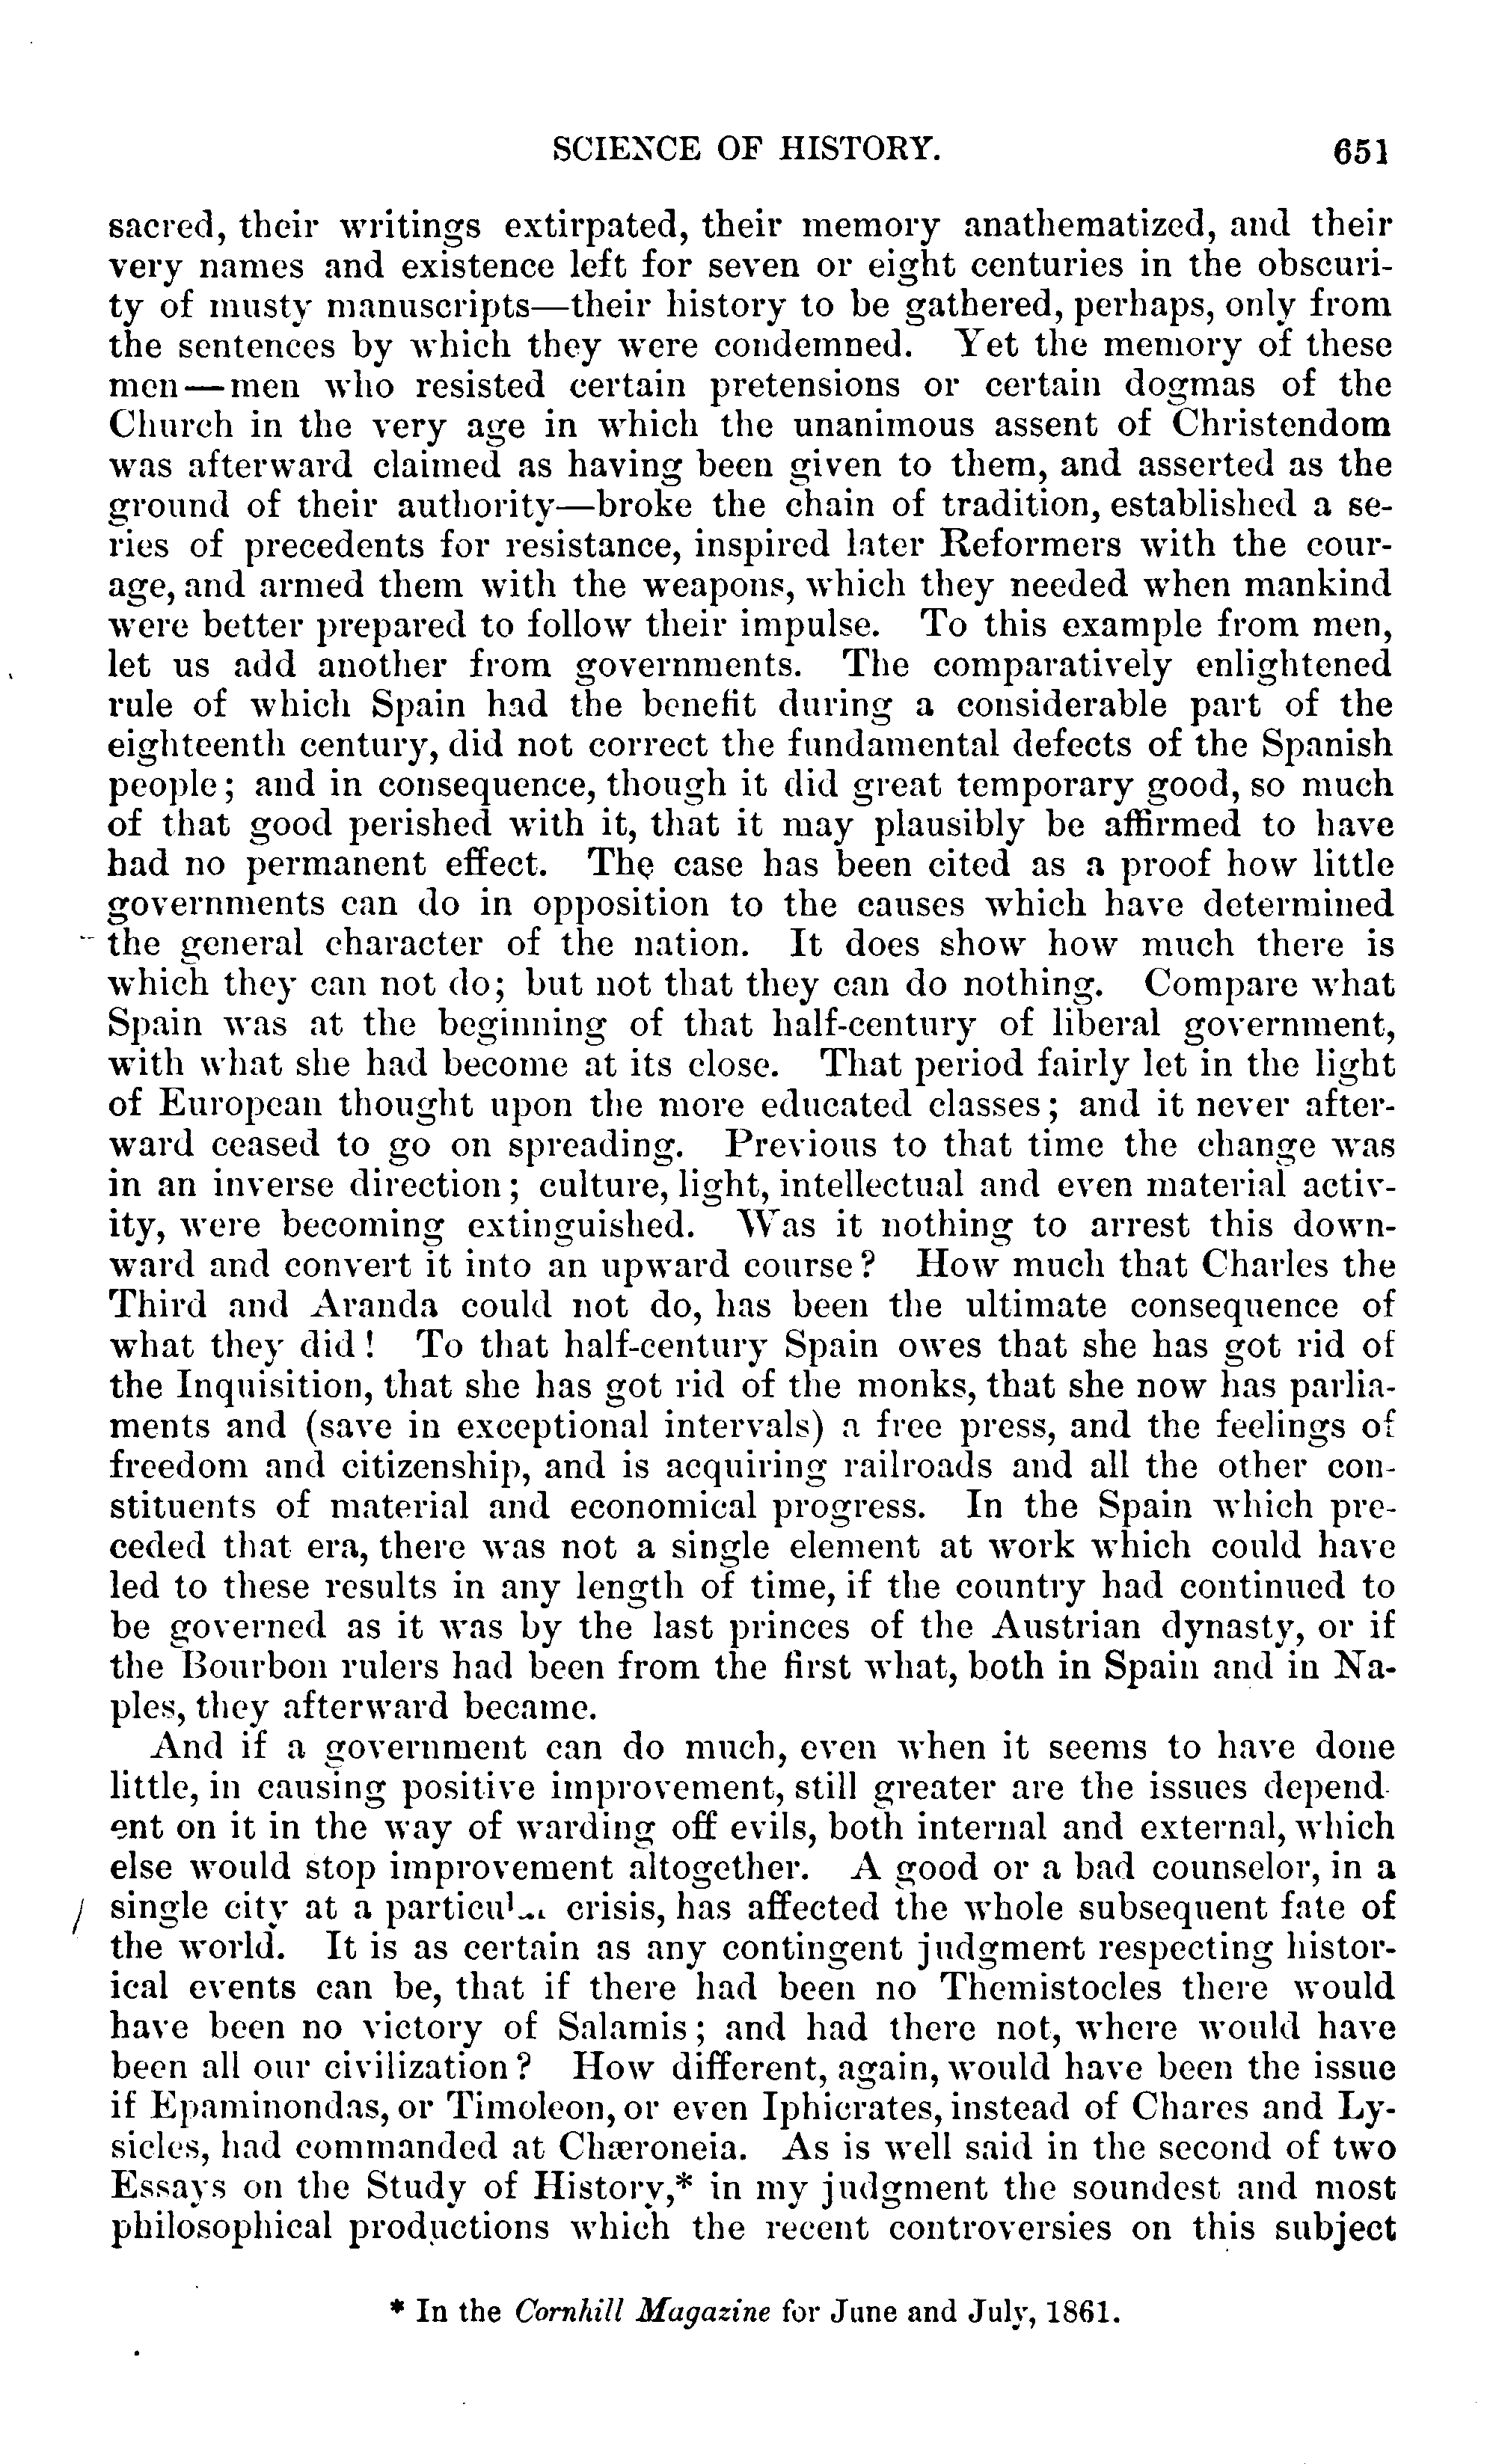 SCIENCE OF HISTORY. 651
sacred, their writings extirpated, their memory anathematized, and their
very names and existence left for seven or eight centuries in the obscuri-
ty of musty manuscripts—their history to be gathered, perhaps, only from
the sentences by which they were condemned. Yet the memory of these
men—men who resisted certain pretensions or certain dogmas of the
Church in the very age in which the unanimous assent of Christendom
was afterward claimed as having been given to them, and asserted as the
ground of their authority—broke the chain of tradition, established a se-
ries of precedents for resistance, inspired later Reformers with the cour-
age, and armed them with the weapons, which they needed when mankind
were better prepared to follow their impulse. To this example from men,
let us add another from governments. The comparatively enlightened
rule of which Spain had the benefit during a considerable part of the
eighteenth century, did not correct the fundamental defects of the Spanish
people; and in consequence, though it did great temporary good, so much
of that good perished with it, that it may plausibly be affirmed to have
had no permanent effect. The case has been cited as a proof how little
governments can do in opposition to the causes which have determined
the general character of the nation. It does show how much there is
which they can not do; but not that they can do nothing. Compare what
Spain was at the beginning of that half-century of liberal government,
with what she had become at its close. That period fairly let in the light
of European thought upon the more educated classes; and it never after-
ward ceased to go on spreading. Previous to that time the change was
in an inverse direction; culture, light, intellectual and even material activ-
ity, were becoming extinguished. Was it nothing to arrest this down-
ward and convert it into an upward course? How much that Charles the
Third and Aranda could not do, has been the ultimate consequence of
what they did! To that half-century Spain owes that she has got rid of
the Inquisition, that she has got rid of the monks, that she now has parlia-
ments and (save in exceptional intervals) a free press, and the feelings of
freedom and citizenship, and is acquiring railroads and all the other con-
stituents of material and economical progress. In the Spain which pre-
ceded that era, there was not a single element at work which could have
led to these results in any length of time, if the country had continued to
be governed as it was by the last princes of the Austrian dynasty, or if
the Bourbon rulers had been from the first what, both in Spain and in Na-
ples, they afterward became.
And if a government can do much, even when it seems to have done
little, in causing positive improvement, still greater are the issues depend-
ent on it in the way of warding off evils, both internal and external, which
else would stop improvement altogether. A good or a bad counselor, in a
single city at a particular crisis, has affected the whole subsequent fate of
the world. It is as certain as any contingent judgment respecting histor-
ical events can be, that if there had been no Themistocles there would
have been no victory of Salamis; and had there not, where would have
been all our civilization? How different, again, would have been the issue
if Epaminondas, or Timoleon, or even Iphicrates, instead of Chares and Ly-
sicles, had commanded at Chæroneia. As is well said in the second of two
Essays on the Study of History,* in my judgment the soundest and most
philosophical productions which the recent controversies on this subject
* In the Cornhill Magazine for June and July, 1861.